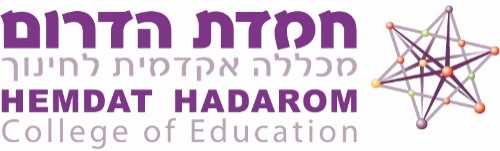 חמדת הדרום
מכללה אקדמית לחינוך
HEMDAT HADAROM
College of Education